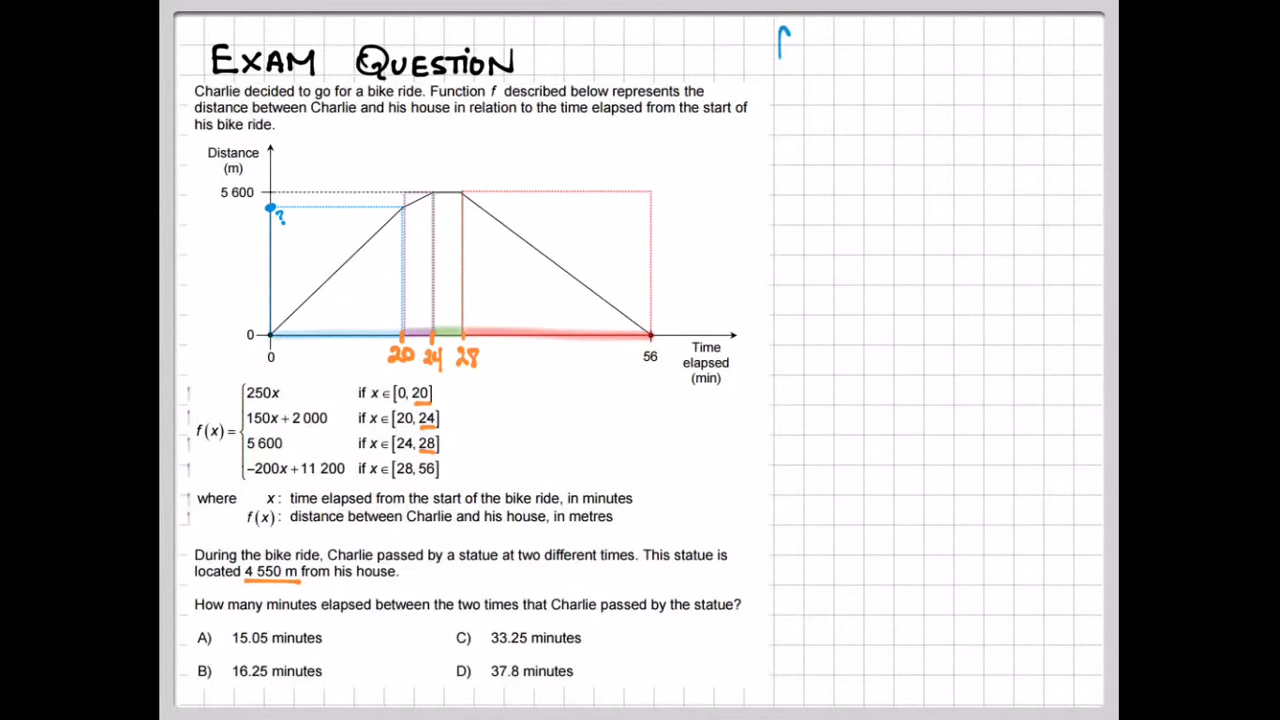 EXAM QUESTION
Charlie decided to go for a bike ride. Function f described below represents the
distance between Charlie and his house in relation to the time elapsed from the start of
his bike ride.
Distance
(m)
5 600
?
0
0
20 24 28
56
Time
elapsed
(min)
250x if x ∈ [0, 20]
150x + 2 000 if x ∈ [20, 24]
f(x) =
5 600 if x ∈ [24, 28]
−200x + 11 200 if x ∈ [28, 56]
where x : time elapsed from the start of the bike ride, in minutes
f(x) : distance between Charlie and his house, in metres
During the bike ride, Charlie passed by a statue at two different times. This statue is
located 4 550 m from his house.
How many minutes elapsed between the two times that Charlie passed by the statue?
A) 15.05 minutes C) 33.25 minutes
B) 16.25 minutes D) 37.8 minutes